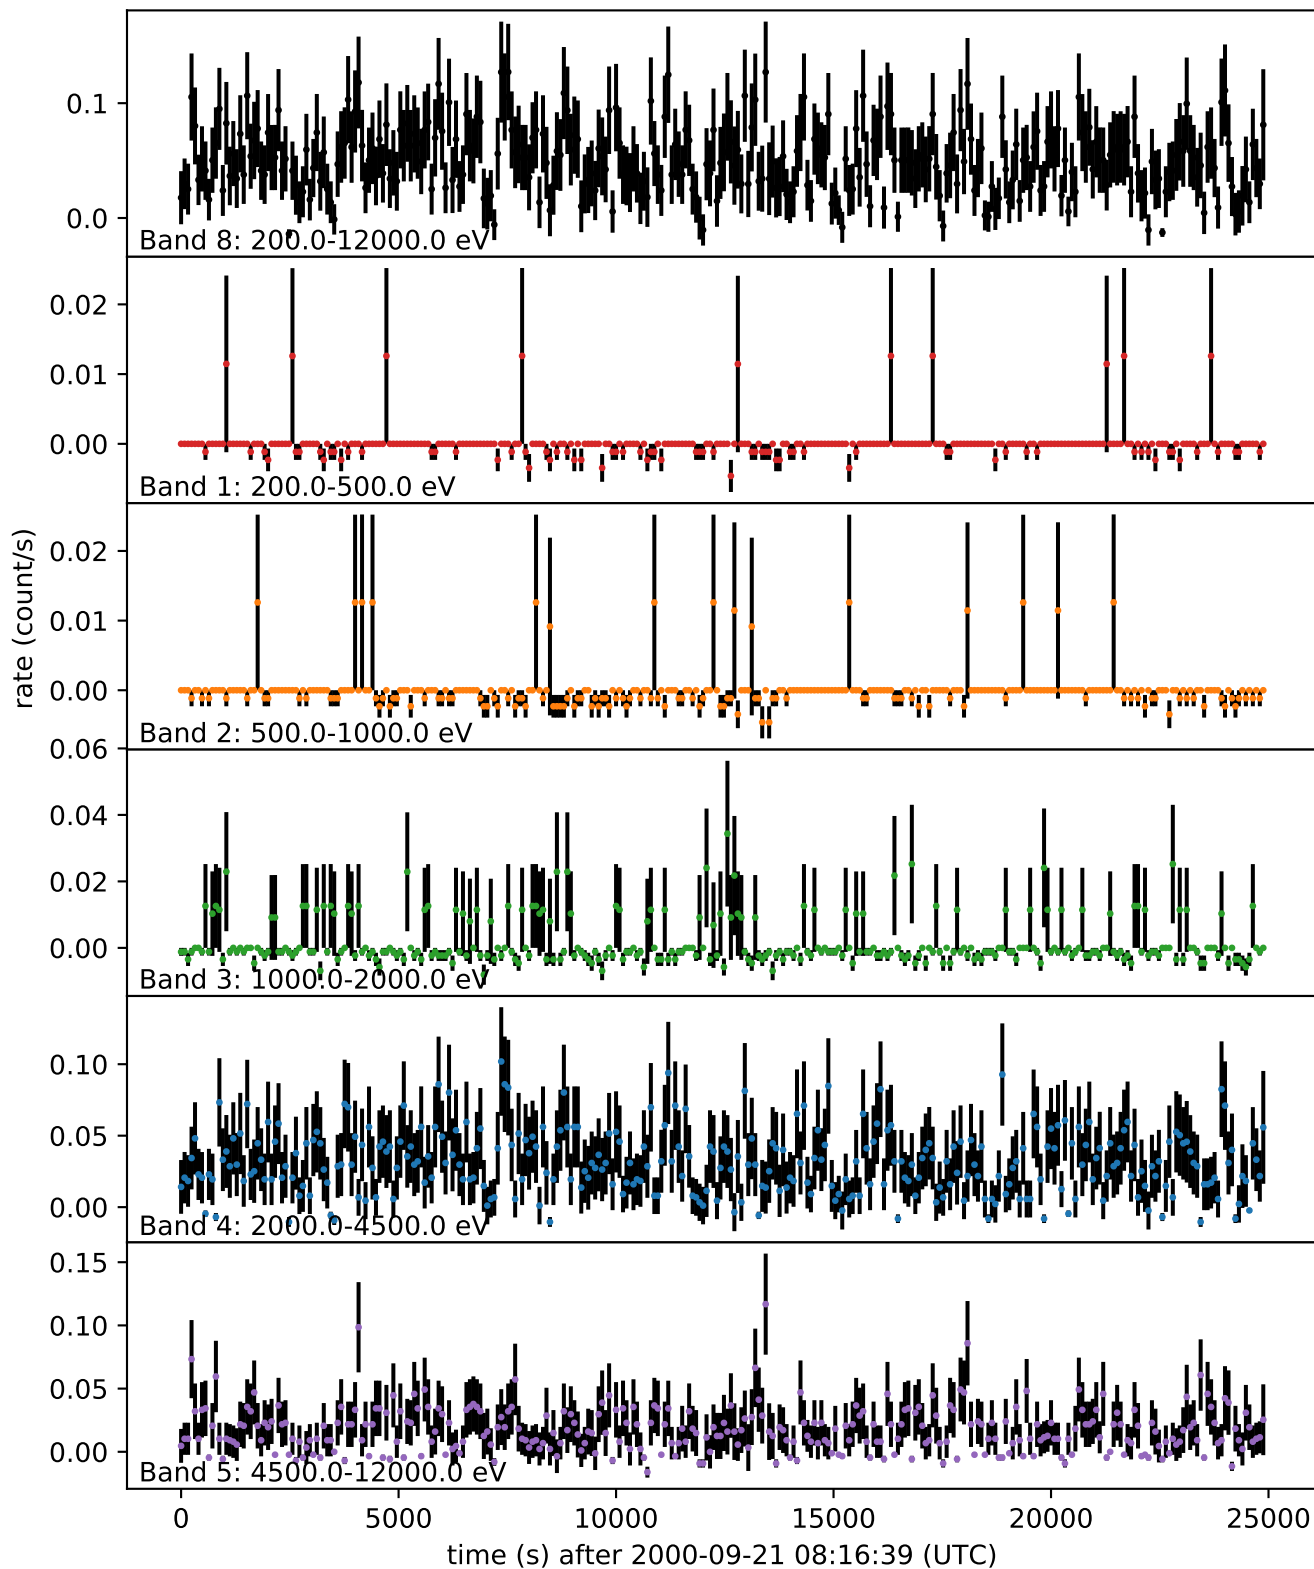 0.1
0.0
Band 8: 200.0-12000.0 eV
0.02
0.01
0.00
Band 1: 200.0-500.0 eV
rate (count/s)
0.02
0.01
0.00
Band 2: 500.0-1000.0 eV
0.06
0.04
0.02
0.00
Band 3: 1000.0-2000.0 eV
0.10
0.05
0.00
Band 4: 2000.0-4500.0 eV
0.15
0.10
0.05
0.00
Band 5: 4500.0-12000.0 eV
0 5000 10000 15000 20000 25000
time (s) after 2000-09-21 08:16:39 (UTC)